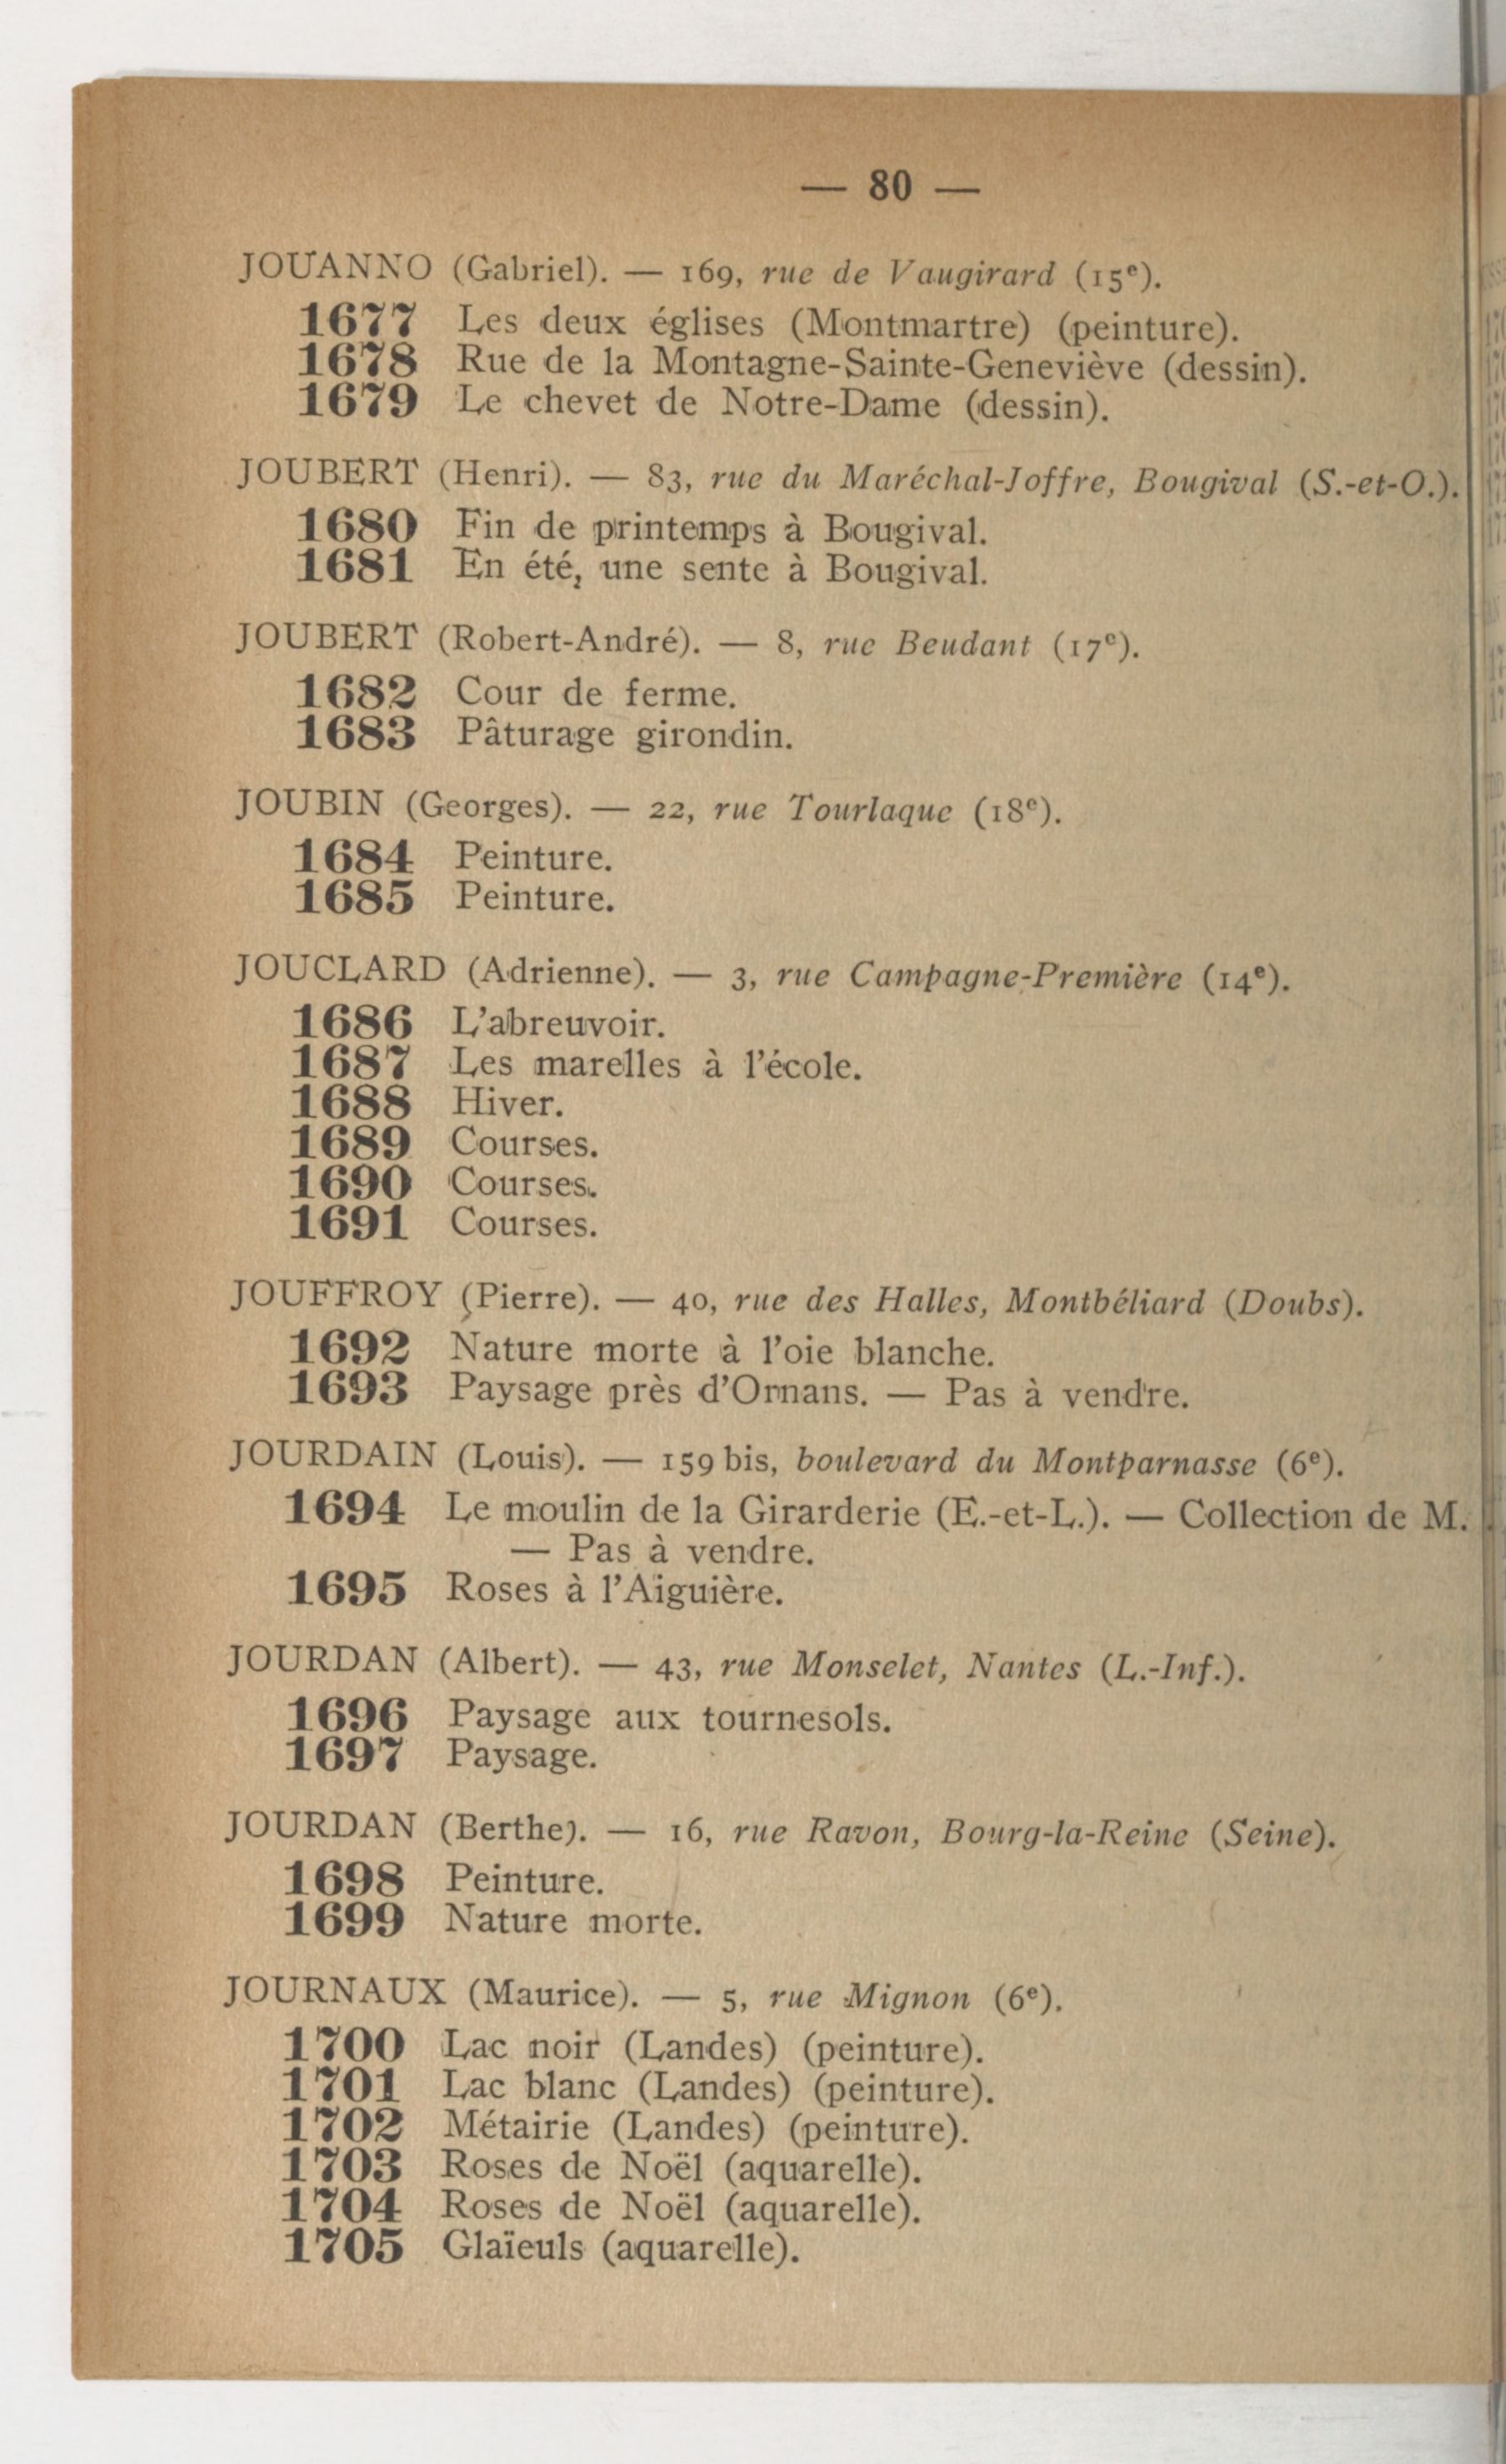 — 80 —
JOUANNO (Gabriel). — 169, rue de Vaugirard (15e).
1677 Les deux églises (Montmartre) (peinture).
1678 Rue de la Montagne-Sainte-Geneviève (dessin).
1679 Le chevet de Notre-Dame (dessin).
JOUBERT (Henri). — 83, rue du Maréchal-Joffre, Bougival (S.-et-O.).
1680 Fin de printemps à Bougival.
1681 En été, une sente à Bougival.
JOUBERT (Robert-André). — 8, rue Beudant (17e).
1682 Cour de ferme.
1683 Pâturage girondin.
JOUBIN (Georges). — 22, rue Tourlaque (18e).
1684 Peinture.
1685 Peinture.
JOUCLARD (Adrienne). — 3, rue Campagne-Première (14e).
1686 L'abreuvoir.
1687 Les marelles à l'école.
1688 Hiver.
1689 Courses.
1690 Courses.
1691 Courses.
JOUFFROY (Pierre). — 40, rue des Halles, Montbéliard (Doubs).
1692 Nature morte à l'oie blanche.
1693 Paysage près d'Ornans. — Pas à vendre.
JOURDAIN (Louis). — 159 bis, boulevard du Montparnasse (6e).
1694 Le moulin de la Girarderie (E.-et-L.). — Collection de M.
— Pas à vendre.
1695 Roses à l'Aiguière.
JOURDAN (Albert). — 43, rue Monselet, Nantes (L.-Inf.).
1696 Paysage aux tournesols.
1697 Paysage.
JOURDAN (Berthe). — 16, rue Ravon, Bourg-la-Reine (Seine).
1698 Peinture.
1699 Nature morte.
JOURNAUX (Maurice). — 5, rue Mignon (6e).
1700 Lac noir (Landes) (peinture).
1701 Lac blanc (Landes) (peinture).
1702 Métairie (Landes) (peinture).
1703 Roses de Noël (aquarelle).
1704 Roses de Noël (aquarelle).
1705 Glaïeuls (aquarelle).